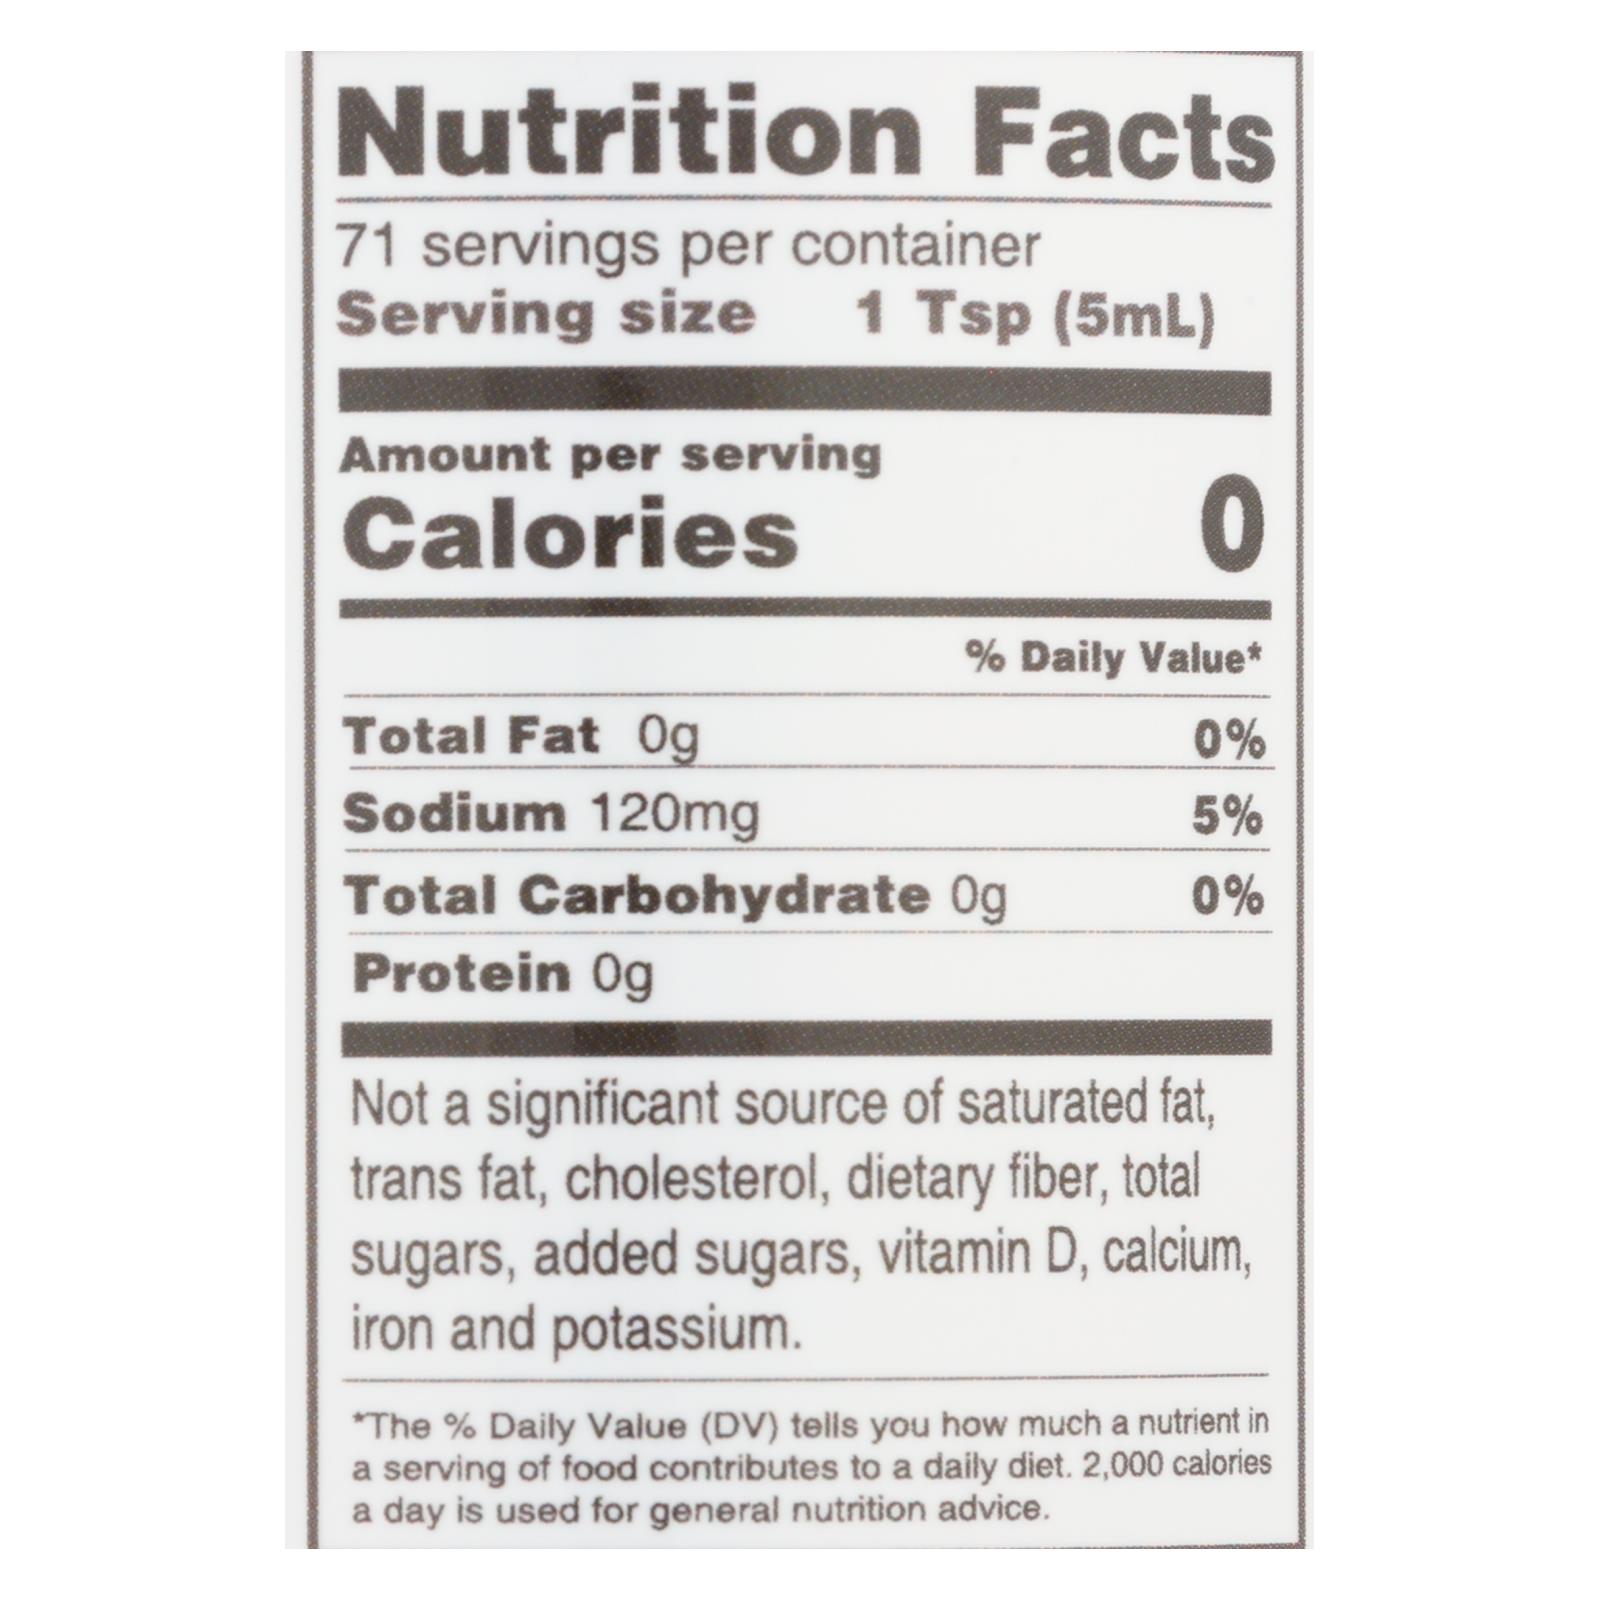 Nutrition Facts
71 servings per container
Serving size 1 Tsp (5mL)
Amount per serving
Calories 0
% Daily Value*
Total Fat 0g 0%
Sodium 120mg 5%
Total Carbohydrate 0g 0%
Protein 0g
Not a significant source of saturated fat,
trans fat, cholesterol, dietary fiber, total
sugars, added sugars, vitamin D, calcium,
iron and potassium.
*The % Daily Value (DV) tells you how much a nutrient in
a serving of food contributes to a daily diet. 2,000 calories
a day is used for general nutrition advice.